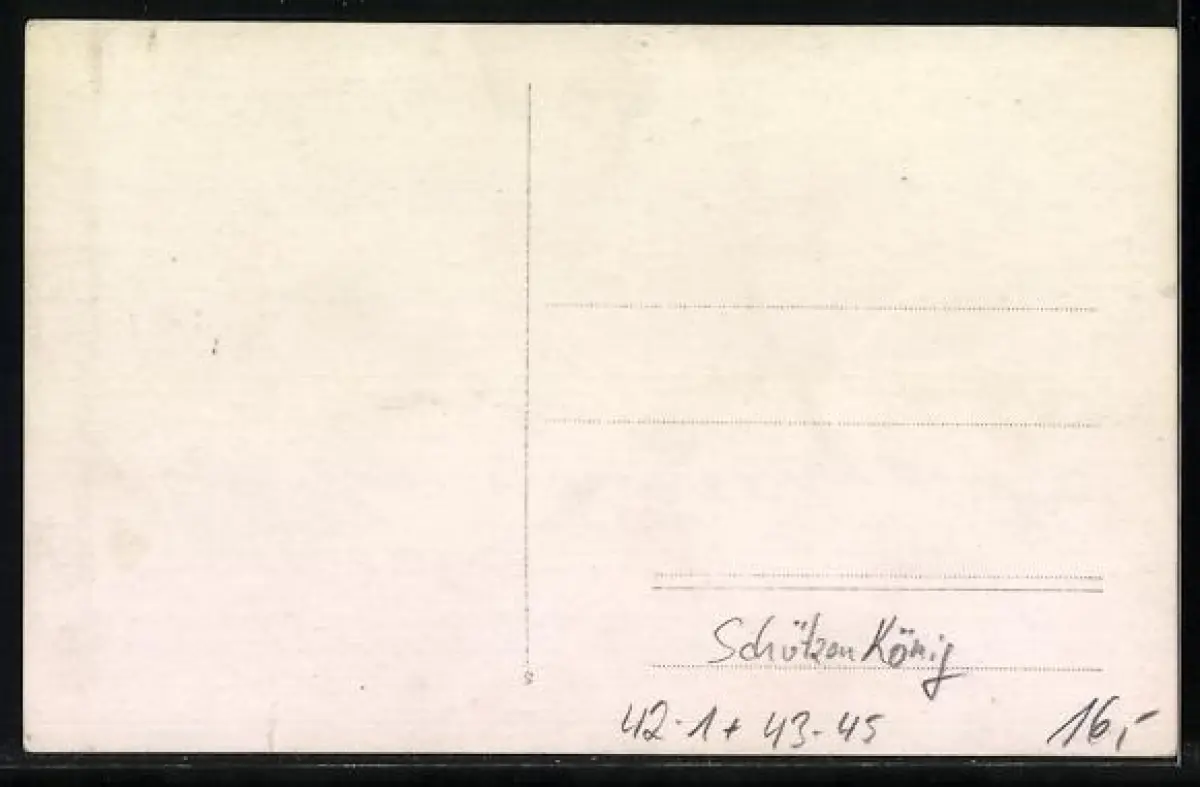 SchützenKönig
42-1+ 43-45
16,-